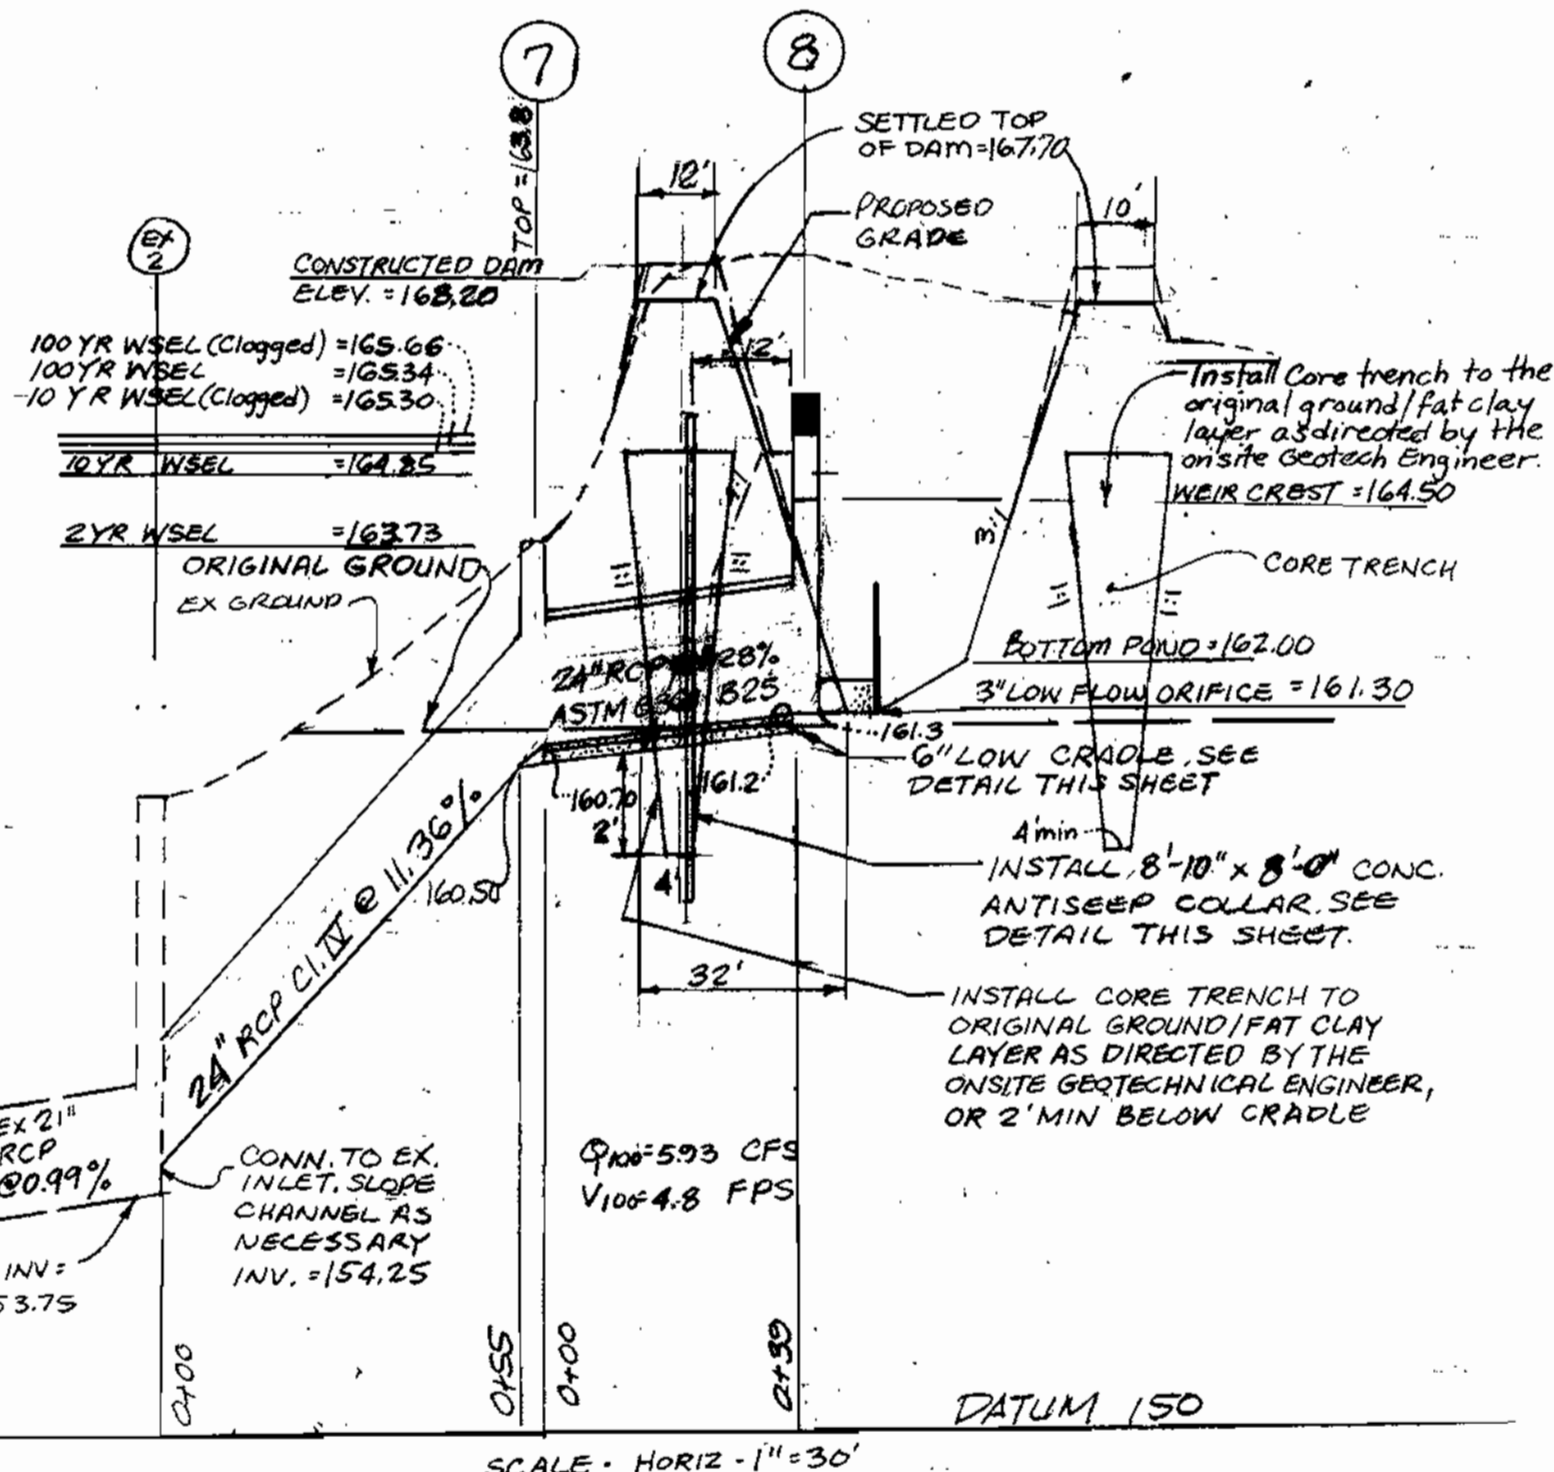 7
8
TOP = 163.8
SETTLED TOP
OF DAM=167.70
12'
10'
PROPOSED
GRADE
EX
2
CONSTRUCTED DAM
ELEV. = 168.20
100 YR WSEL (Clogged) =165.66
100 YR WSEL =165.34
10 YR WSEL (Clogged) =165.30
10 YR WSEL =164.85
2 YR WSEL =163.73
12'
Install Core trench to the
original ground/fat clay
layer as directed by the
onsite Geotech Engineer.
WEIR CREST = 164.50
3:1
ORIGINAL GROUND
EX GROUND
CORE TRENCH
BOTTOM POND = 162.00
3" LOW FLOW ORIFICE = 161.30
24" RCP 28%
ASTM B25
161.3
6" LOW CRADLE. SEE
DETAIL THIS SHEET
160.70
161.2
2'
4'
160.50
4' min
INSTALL 8'-10" x 8'-0" CONC.
ANTISEEP COLLAR. SEE
DETAIL THIS SHEET.
24" RCP CL. IV @ 11.36%
32'
INSTALL CORE TRENCH TO
ORIGINAL GROUND/FAT CLAY
LAYER AS DIRECTED BY THE
ONSITE GEOTECHNICAL ENGINEER,
OR 2' MIN BELOW CRADLE
EX 21"
RCP
@0.99%
INV =
53.75
CONN. TO EX.
INLET. SLOPE
CHANNEL AS
NECESSARY
INV. = 154.25
Q100=5.93 CFS
V100=4.8 FPS
0+00
0+55
0+00
0+39
DATUM 150
SCALE · HORIZ - 1"=30'